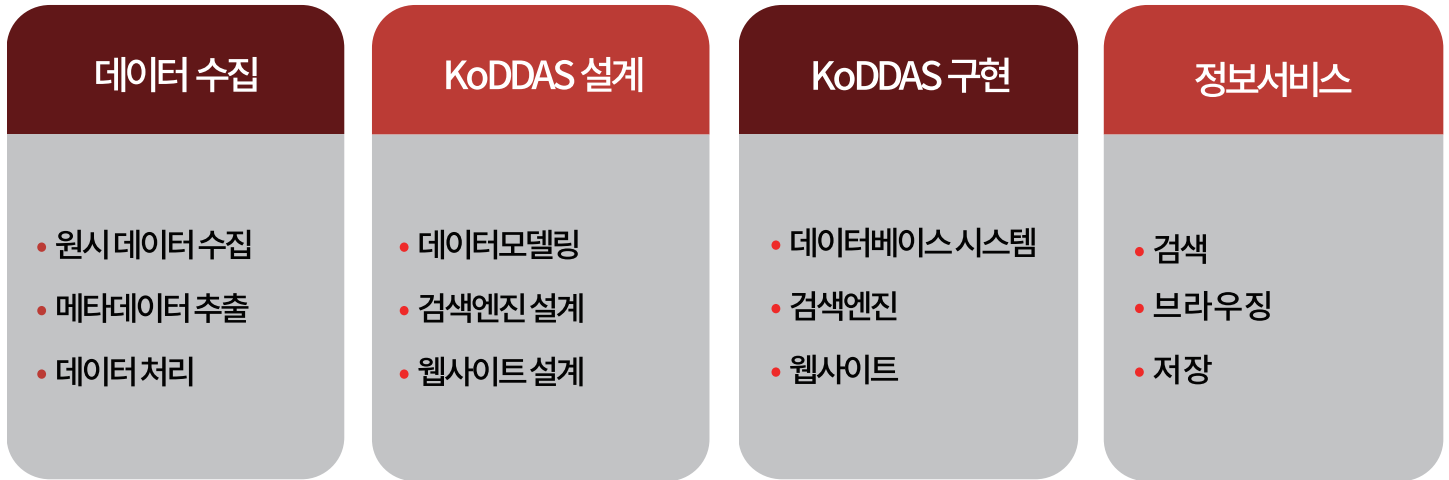 데이터 수집
• 원시 데이터 수집
• 메타데이터 추출
• 데이터 처리
KoDDAS 설계
• 데이터모델링
• 검색엔진 설계
• 웹사이트 설계
KoDDAS 구현
• 데이터베이스 시스템
• 검색엔진
• 웹사이트
정보서비스
• 검색
• 브라우징
• 저장